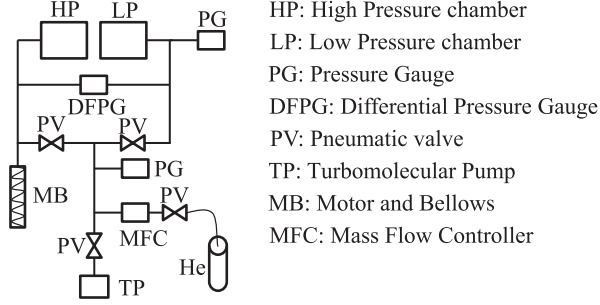 HP
LP
PG
DFPG
PV
PV
PG
MB
PV
MFC
PV
He
TP
HP: High Pressure chamber
LP: Low Pressure chamber
PG: Pressure Gauge
DFPG: Differential Pressure Gauge
PV: Pneumatic valve
TP: Turbomolecular Pump
MB: Motor and Bellows
MFC: Mass Flow Controller